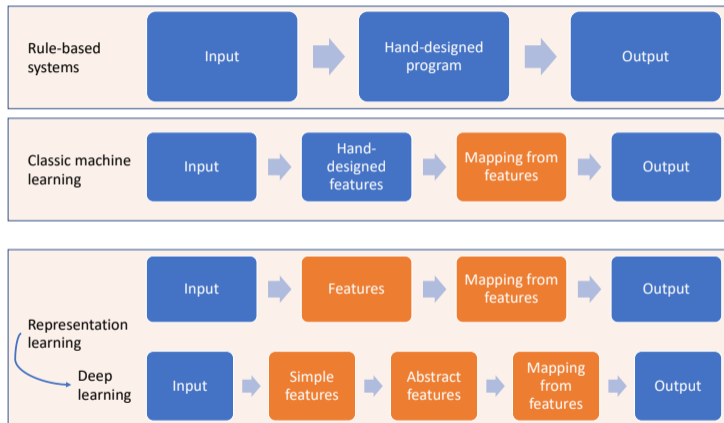 Rule-based
systems
Input
Hand-designed
program
Output
Classic machine
learning
Input
Hand-
designed
features
Mapping from
features
Output
Representation
learning
Input
Features
Mapping from
features
Output
Deep
learning
Input
Simple
features
Abstract
features
Mapping
from
features
Output